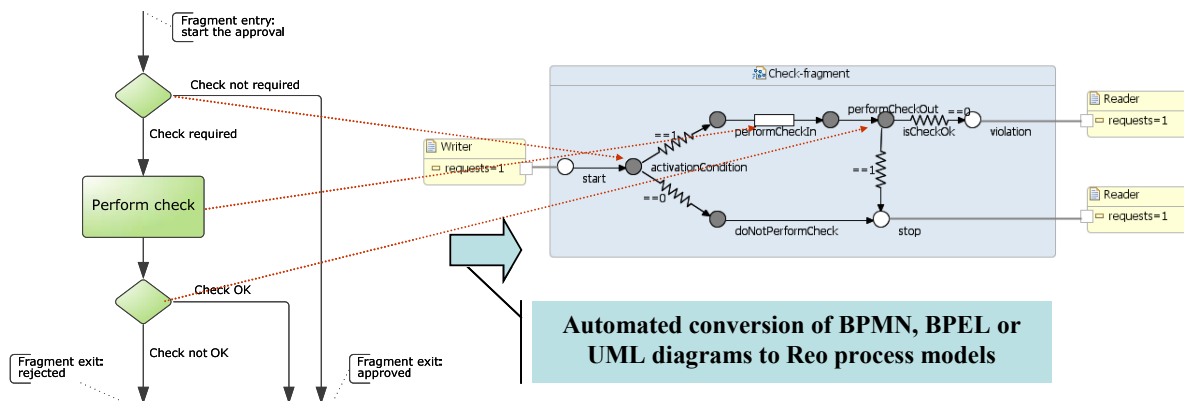 Fragment entry:
start the approval
Check not required
Check required
Perform check
Check OK
Check not OK
Fragment exit:
rejected
Fragment exit:
approved
Check-fragment
Writer
requests=1
start
activationCondition
==1
==0
performCheckIn
performCheckOut
==0
isCheckOk
violation
==1
doNotPerformCheck
stop
Reader
requests=1
Reader
requests=1
Automated conversion of BPMN, BPEL or
UML diagrams to Reo process models